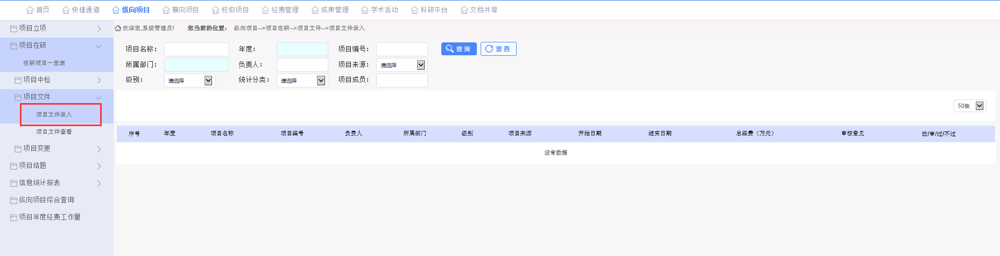 首页 快捷通道 纵向项目 横向项目 校级项目 经费管理 成果管理 学术活动 科研平台 文档共享
项目立项
项目在研
在研项目一览表
项目中检
项目文件
项目文件录入
项目文件查看
项目变更
项目结题
信息统计报表
纵向项目综合查询
项目年度经费工作量
欢迎您,系统管理员! 您当前的位置： 纵向项目-->项目在研-->项目文件-->项目文件录入
项目名称： 年度： 项目编号： 查询 重置
所属部门： 负责人： 项目来源： 请选择
级别： 请选择 统计分类： 请选择 项目成员：
50条
序号 年度 项目名称 项目编号 负责人 所属部门 级别 项目来源 开始日期 结束日期 总经费（万元） 审核意见 改/审/过/不过
没有数据